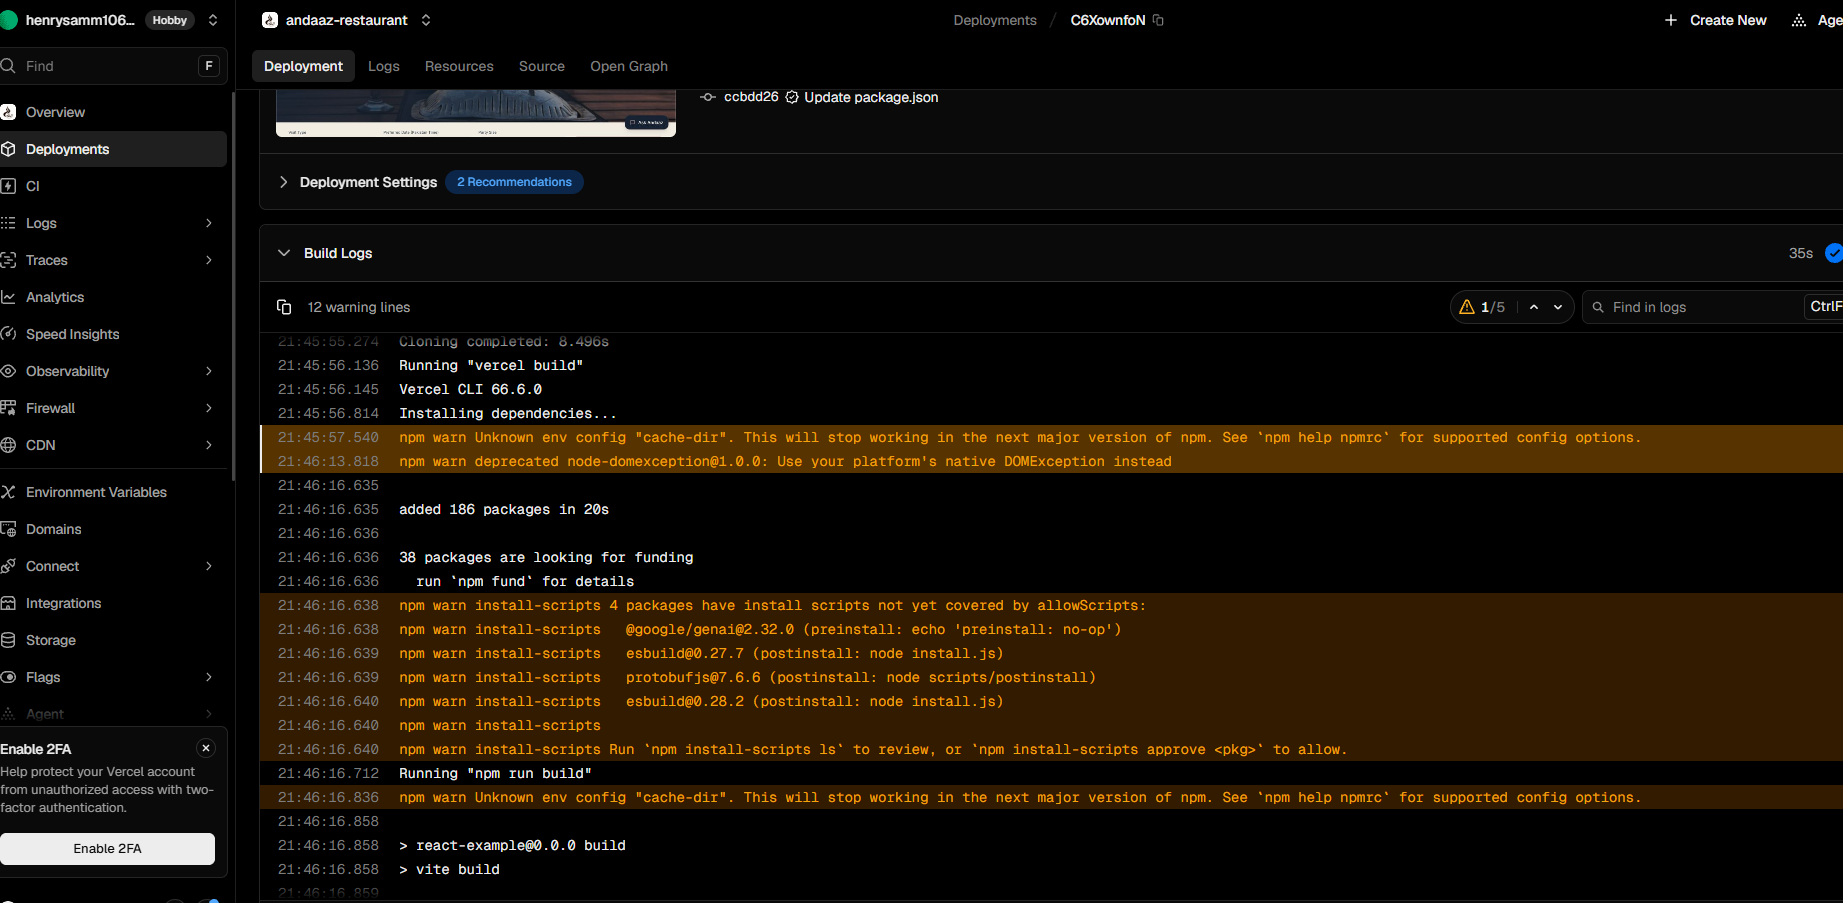 henrysamm106... Hobby
andaaz-restaurant
Deployments / C6XownfoN
Create New
Age
Find F
Deployment Logs Resources Source Open Graph
Overview
Deployments
CI
Logs
Traces
Analytics
Speed Insights
Observability
Firewall
CDN
Environment Variables
Domains
Connect
Integrations
Storage
Flags
Agent
Enable 2FA
Help protect your Vercel account
from unauthorized access with two-
factor authentication.
Enable 2FA
ccbdd26 Update package.json
Ask Andaaz
Deployment Settings 2 Recommendations
Build Logs 35s
12 warning lines 1/5 Find in logs CtrlF
21:45:55.274 Cloning completed: 8.496s
21:45:56.136 Running "vercel build"
21:45:56.145 Vercel CLI 66.6.0
21:45:56.814 Installing dependencies...
21:45:57.540 npm warn Unknown env config "cache-dir". This will stop working in the next major version of npm. See `npm help npmrc` for supported config options.
21:46:13.818 npm warn deprecated node-domexception@1.0.0: Use your platform's native DOMException instead
21:46:16.635
21:46:16.635 added 186 packages in 20s
21:46:16.636
21:46:16.636 38 packages are looking for funding
21:46:16.636 run `npm fund` for details
21:46:16.638 npm warn install-scripts 4 packages have install scripts not yet covered by allowScripts:
21:46:16.638 npm warn install-scripts @google/genai@2.32.0 (preinstall: echo 'preinstall: no-op')
21:46:16.639 npm warn install-scripts esbuild@0.27.7 (postinstall: node install.js)
21:46:16.639 npm warn install-scripts protobufjs@7.6.6 (postinstall: node scripts/postinstall)
21:46:16.640 npm warn install-scripts esbuild@0.28.2 (postinstall: node install.js)
21:46:16.640 npm warn install-scripts
21:46:16.640 npm warn install-scripts Run `npm install-scripts ls` to review, or `npm install-scripts approve <pkg>` to allow.
21:46:16.712 Running "npm run build"
21:46:16.836 npm warn Unknown env config "cache-dir". This will stop working in the next major version of npm. See `npm help npmrc` for supported config options.
21:46:16.858
21:46:16.858 > react-example@0.0.0 build
21:46:16.858 > vite build
21:46:16.859